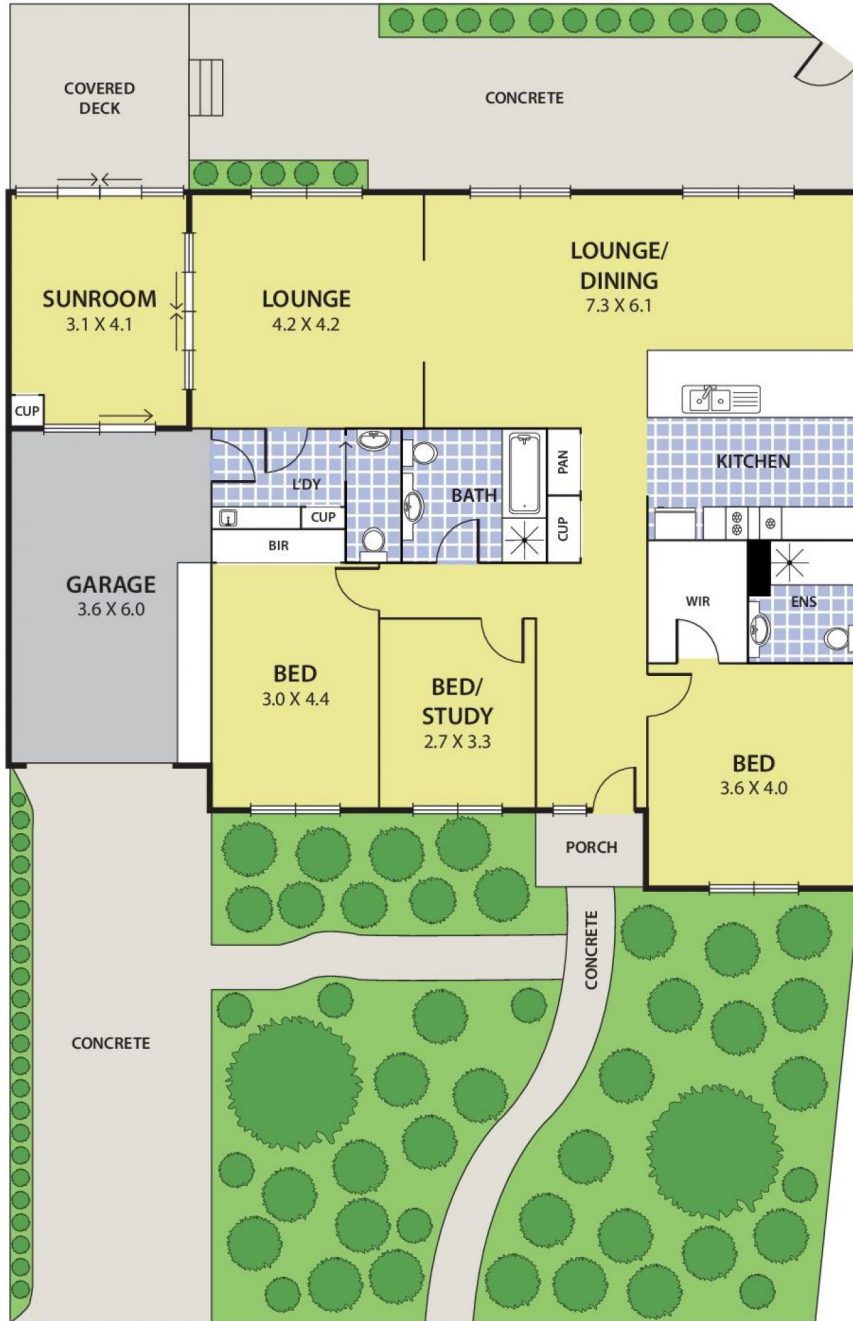 COVERED
DECK
CONCRETE
SUNROOM
3.1 X 4.1
LOUNGE
4.2 X 4.2
LOUNGE/
DINING
7.3 X 6.1
CUP
L'DY
CUP
BIR
BATH
PAN
CUP
KITCHEN
GARAGE
3.6 X 6.0
BED
3.0 X 4.4
BED/
STUDY
2.7 X 3.3
WIR
ENS
BED
3.6 X 4.0
PORCH
CONCRETE
CONCRETE